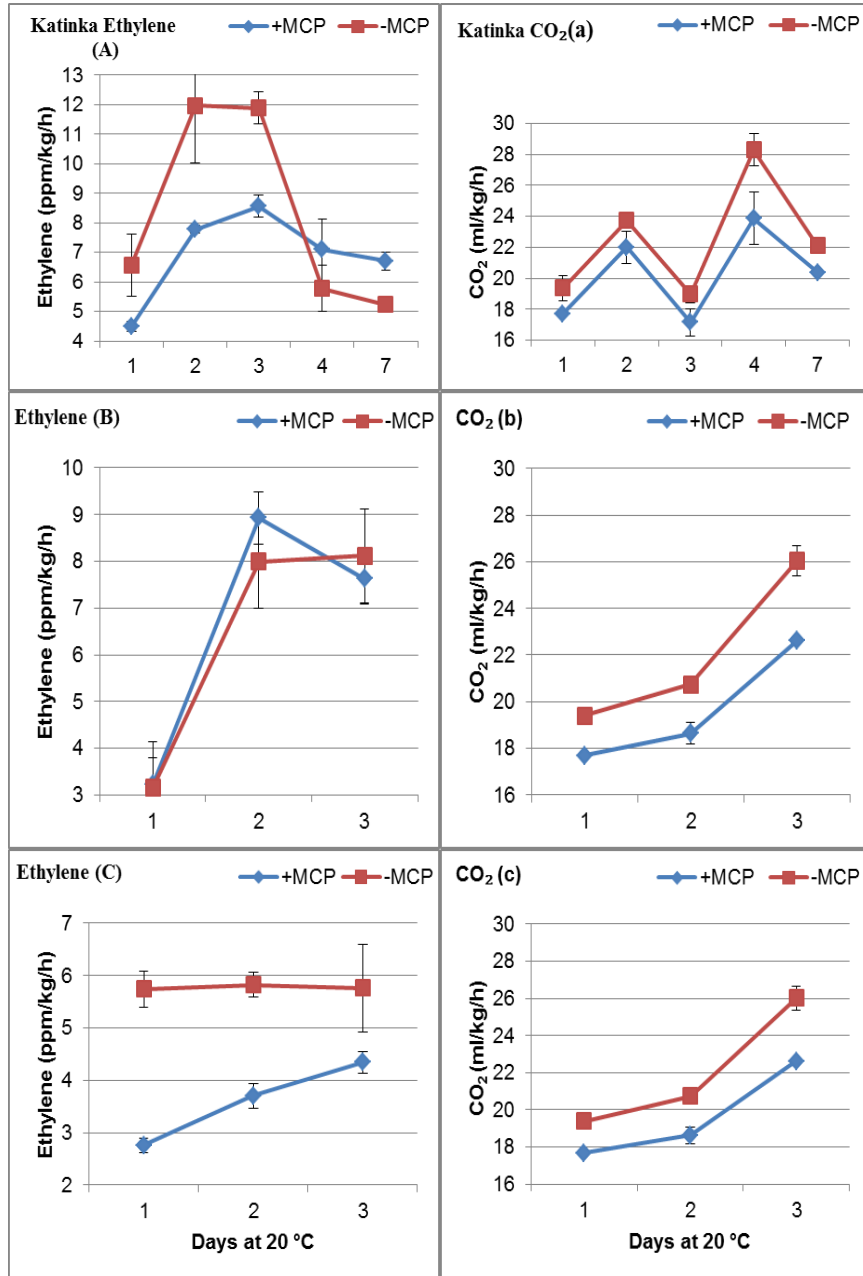 Katinka Ethylene
(A)
+MCP -MCP
Ethylene (ppm/kg/h)
13
12
11
10
9
8
7
6
5
4
1 2 3 4 7
Katinka CO₂(a)
+MCP -MCP
CO₂ (ml/kg/h)
30
28
26
24
22
20
18
16
1 2 3 4 7
Ethylene (B)
+MCP -MCP
Ethylene (ppm/kg/h)
10
9
8
7
6
5
4
3
1 2 3
CO₂ (b)
+MCP -MCP
CO₂ (ml/kg/h)
30
28
26
24
22
20
18
16
1 2 3
Ethylene (C)
+MCP -MCP
Ethylene (ppm/kg/h)
7
6
5
4
3
2
1 2 3
Days at 20 °C
CO₂ (c)
+MCP -MCP
CO₂ (ml/kg/h)
30
28
26
24
22
20
18
16
1 2 3
Days at 20 °C